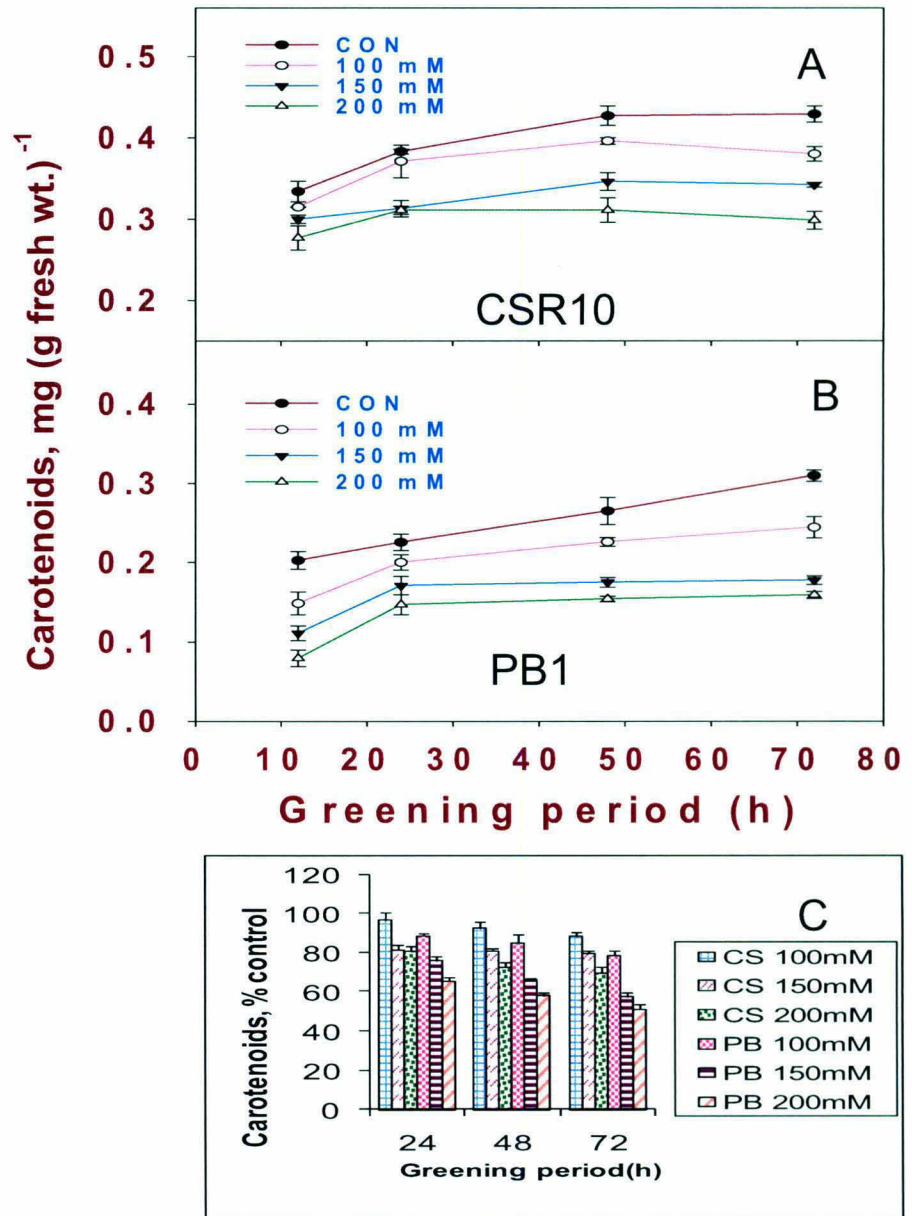 Carotenoids, mg (g fresh wt.)⁻¹
0.5
0.4
0.3
0.2
CON
100 mM
150 mM
200 mM
A
CSR10
0.4
0.3
0.2
0.1
0.0
CON
100 mM
150 mM
200 mM
B
PB1
0 10 20 30 40 50 60 70 80
Greening period (h)
Carotenoids, % control
120
100
80
60
40
20
0
24 48 72
Greening period(h)
C
CS 100mM
CS 150mM
CS 200mM
PB 100mM
PB 150mM
PB 200mM